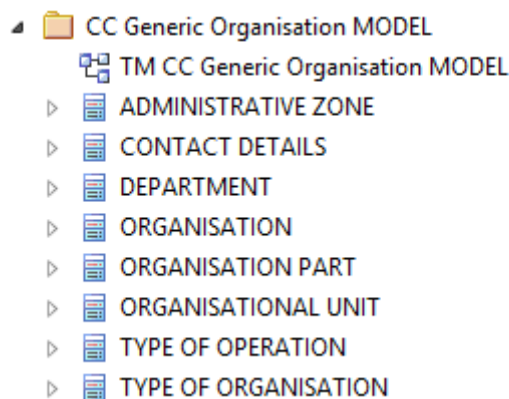 CC Generic Organisation MODEL
TM CC Generic Organisation MODEL
ADMINISTRATIVE ZONE
CONTACT DETAILS
DEPARTMENT
ORGANISATION
ORGANISATION PART
ORGANISATIONAL UNIT
TYPE OF OPERATION
TYPE OF ORGANISATION